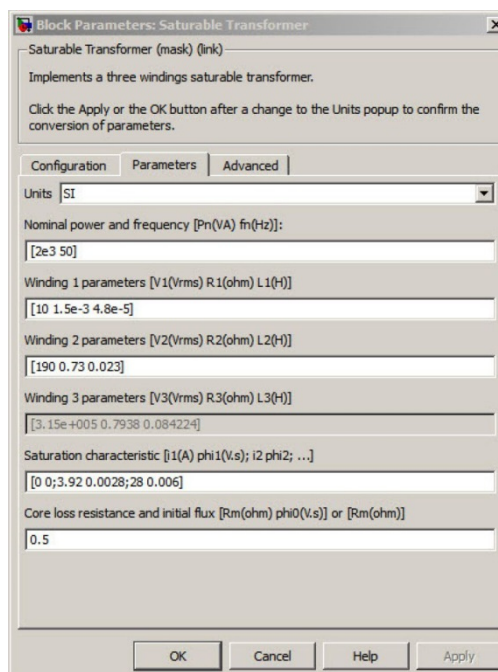 Block Parameters: Saturable Transformer
Saturable Transformer (mask) (link)
Implements a three windings saturable transformer.
Click the Apply or the OK button after a change to the Units popup to confirm the
conversion of parameters.
Configuration Parameters Advanced
Units SI
Nominal power and frequency [Pn(VA) fn(Hz)]:
[2e3 50]
Winding 1 parameters [V1(Vrms) R1(ohm) L1(H)]
[10 1.5e-3 4.8e-5]
Winding 2 parameters [V2(Vrms) R2(ohm) L2(H)]
[190 0.73 0.023]
Winding 3 parameters [V3(Vrms) R3(ohm) L3(H)]
[3.15e+005 0.7938 0.084224]
Saturation characteristic [i1(A) phi1(V.s); i2 phi2; ...]
[0 0;3.92 0.0028;28 0.006]
Core loss resistance and initial flux [Rm(ohm) phi0(V.s)] or [Rm(ohm)]
0.5
OK Cancel Help Apply